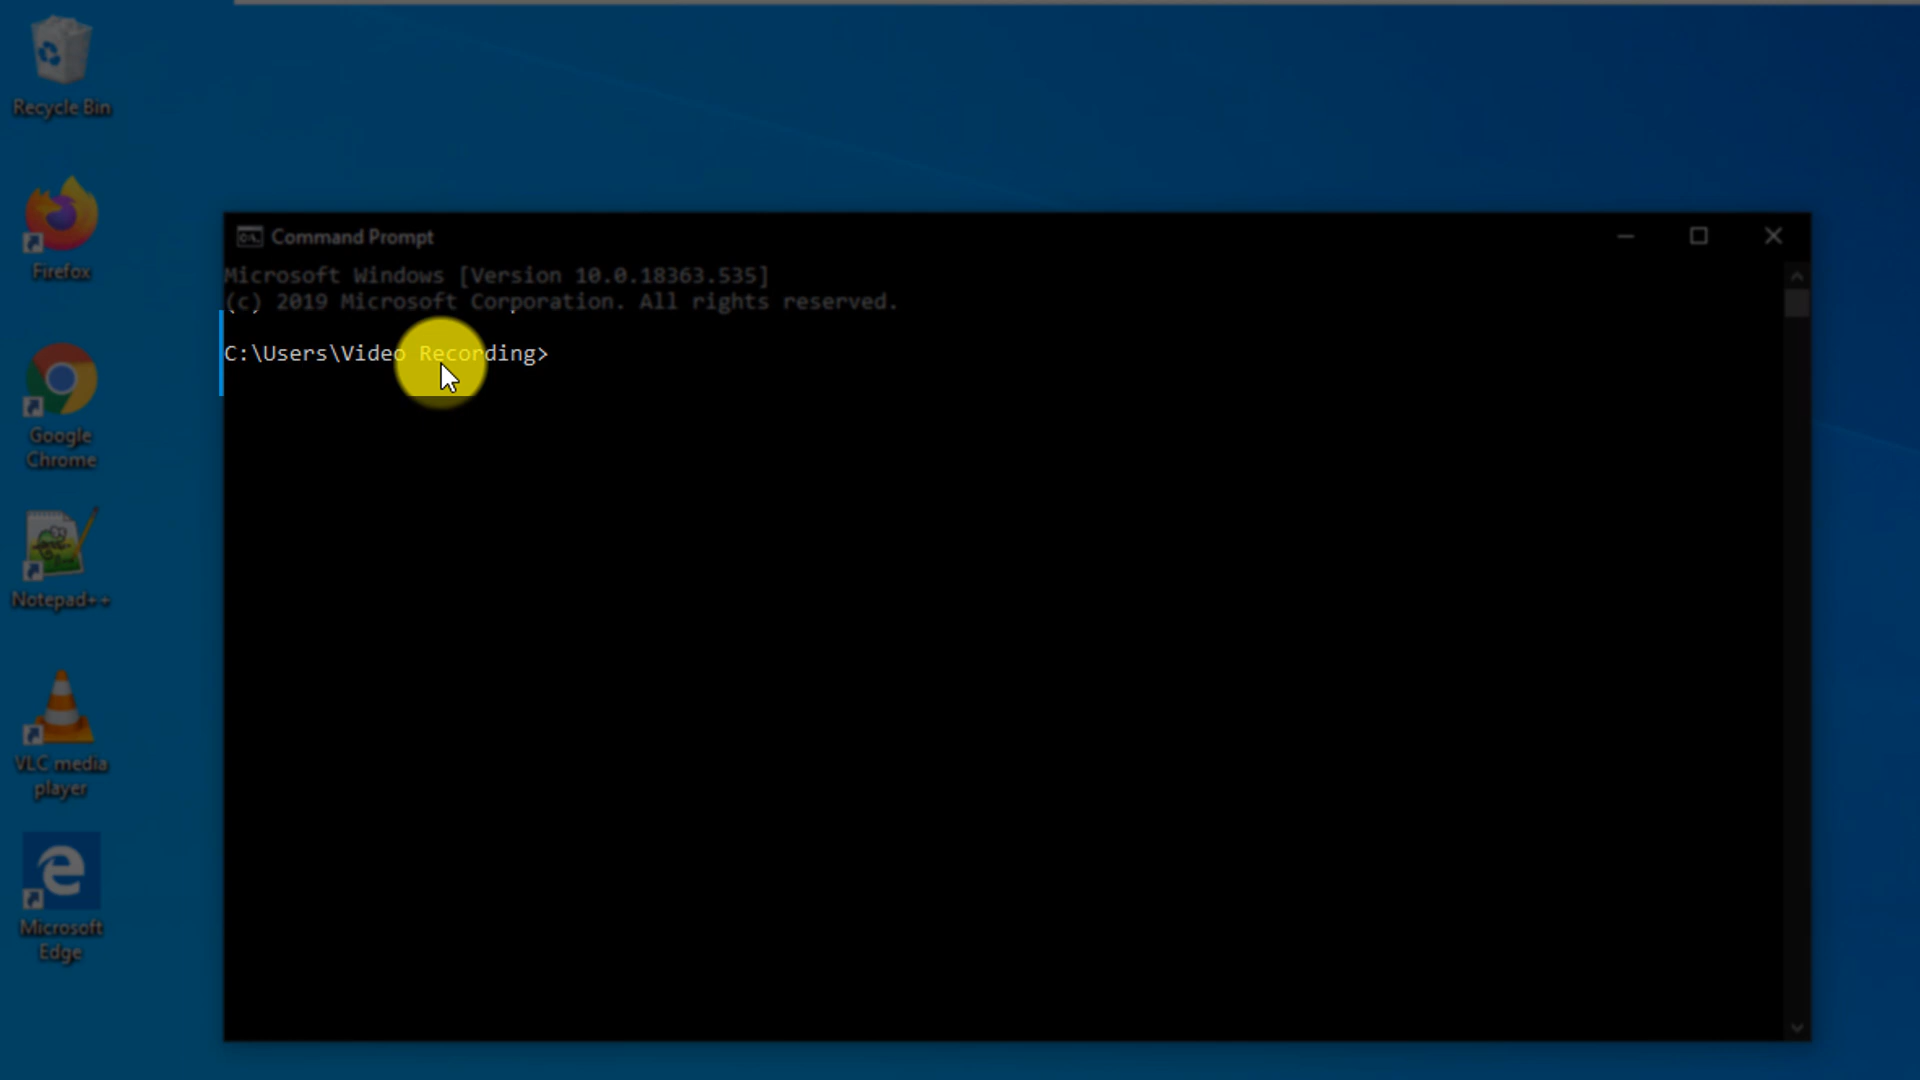 Recycle Bin
Firefox
Google
Chrome
Notepad++
VLC media
player
Microsoft
Edge
Command Prompt
Microsoft Windows [Version 10.0.18363.535]
(c) 2019 Microsoft Corporation. All rights reserved.
C:\Users\Video Recording>